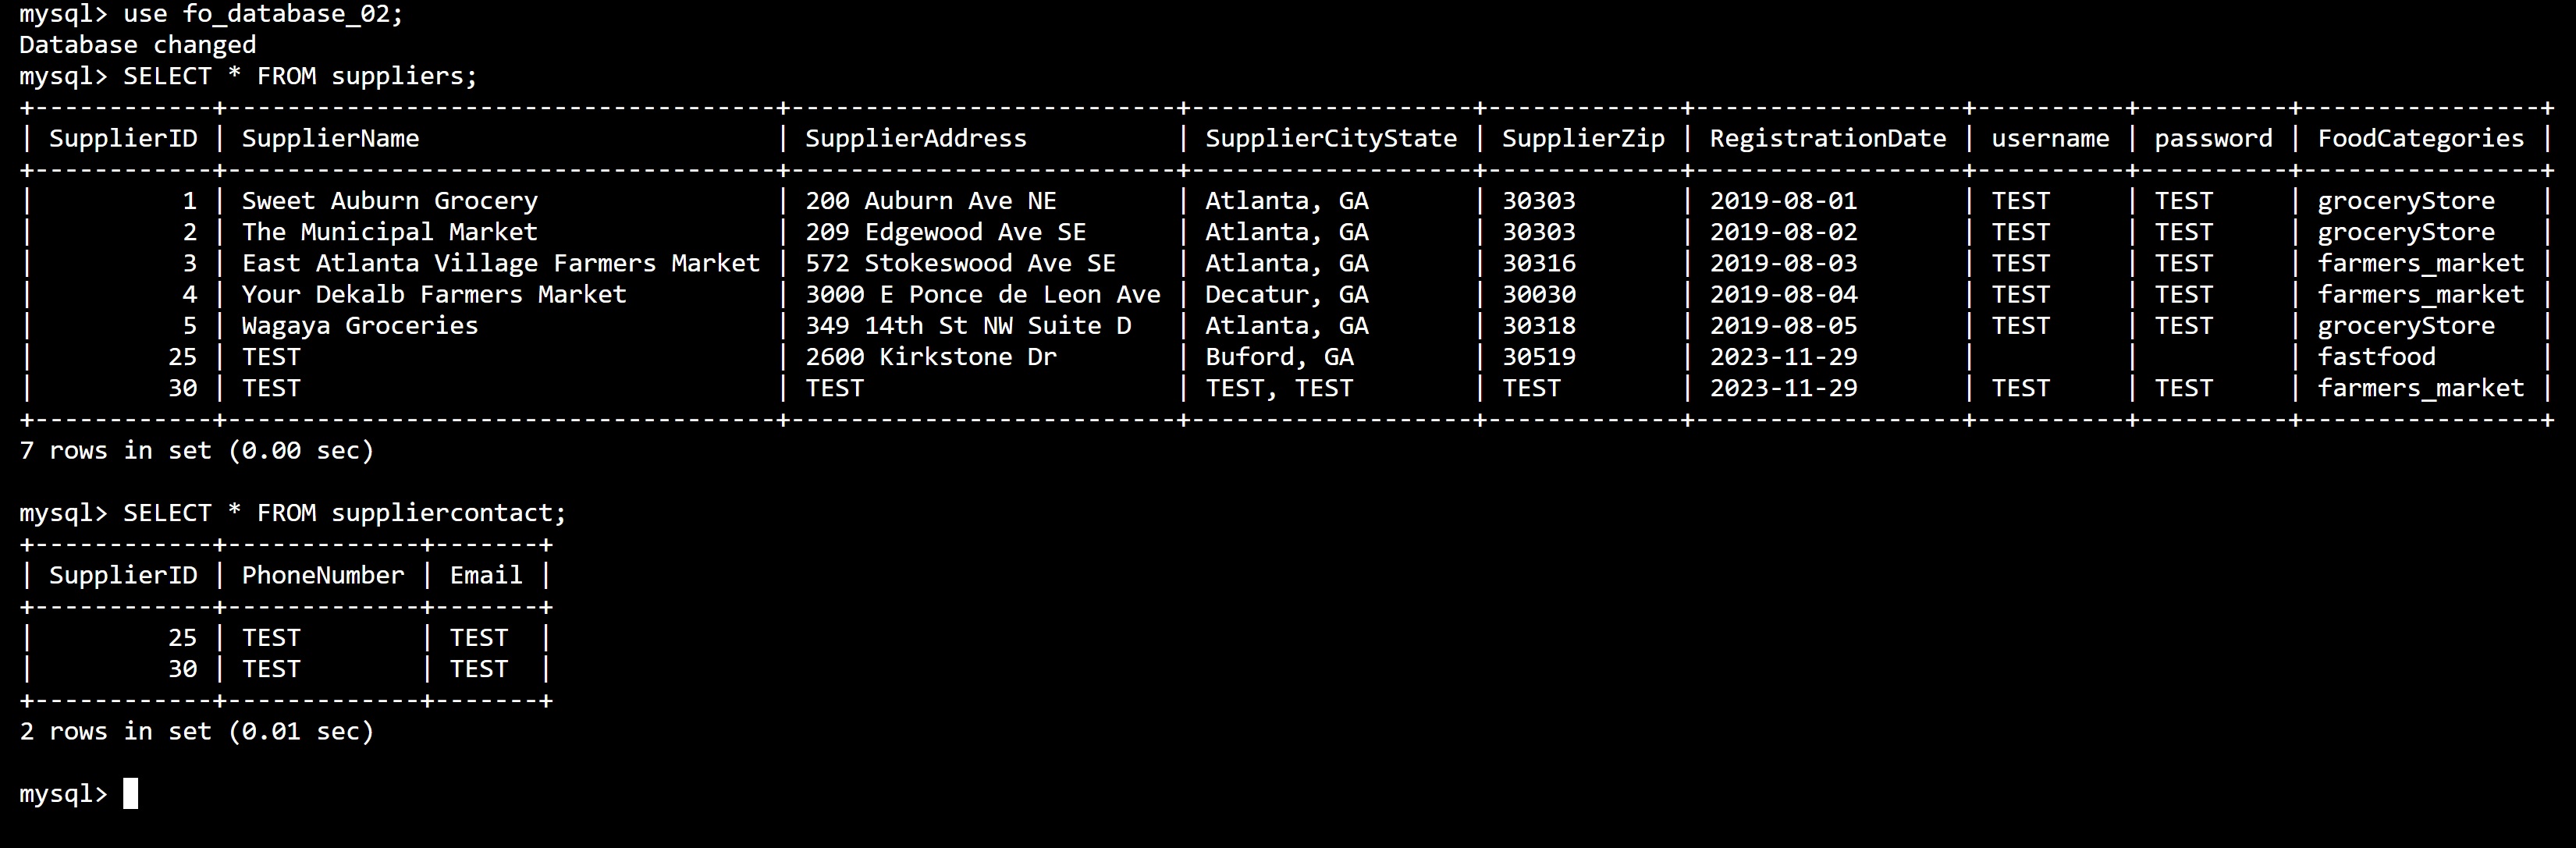 mysql> use fo_database_02;
Database changed
mysql> SELECT * FROM suppliers;
+------------+-------------------------------------+--------------------------+-------------------+-------------+------------------+----------+----------+----------------+
| SupplierID | SupplierName                        | SupplierAddress          | SupplierCityState | SupplierZip | RegistrationDate | username | password | FoodCategories |
+------------+-------------------------------------+--------------------------+-------------------+-------------+------------------+----------+----------+----------------+
|          1 | Sweet Auburn Grocery                | 200 Auburn Ave NE        | Atlanta, GA       | 30303       | 2019-08-01       | TEST     | TEST     | groceryStore   |
|          2 | The Municipal Market                | 209 Edgewood Ave SE      | Atlanta, GA       | 30303       | 2019-08-02       | TEST     | TEST     | groceryStore   |
|          3 | East Atlanta Village Farmers Market | 572 Stokeswood Ave SE    | Atlanta, GA       | 30316       | 2019-08-03       | TEST     | TEST     | farmers_market |
|          4 | Your Dekalb Farmers Market          | 3000 E Ponce de Leon Ave | Decatur, GA       | 30030       | 2019-08-04       | TEST     | TEST     | farmers_market |
|          5 | Wagaya Groceries                    | 349 14th St NW Suite D   | Atlanta, GA       | 30318       | 2019-08-05       | TEST     | TEST     | groceryStore   |
|         25 | TEST                                | 2600 Kirkstone Dr        | Buford, GA        | 30519       | 2023-11-29       |          |          | fastfood       |
|         30 | TEST                                | TEST                     | TEST, TEST        | TEST        | 2023-11-29       | TEST     | TEST     | farmers_market |
+------------+-------------------------------------+--------------------------+-------------------+-------------+------------------+----------+----------+----------------+
7 rows in set (0.00 sec)

mysql> SELECT * FROM suppliercontact;
+------------+-------------+-------+
| SupplierID | PhoneNumber | Email |
+------------+-------------+-------+
|         25 | TEST        | TEST  |
|         30 | TEST        | TEST  |
+------------+-------------+-------+
2 rows in set (0.01 sec)

mysql>